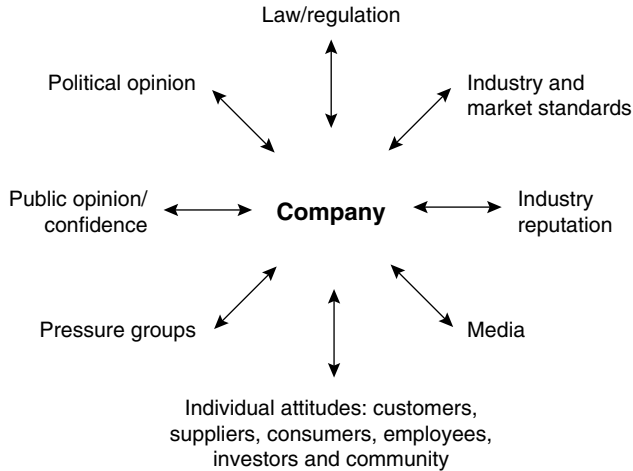 Law/regulation
Political opinion
Industry and
market standards
Public opinion/
confidence
Company
Industry
reputation
Pressure groups
Media
Individual attitudes: customers,
suppliers, consumers, employees,
investors and community